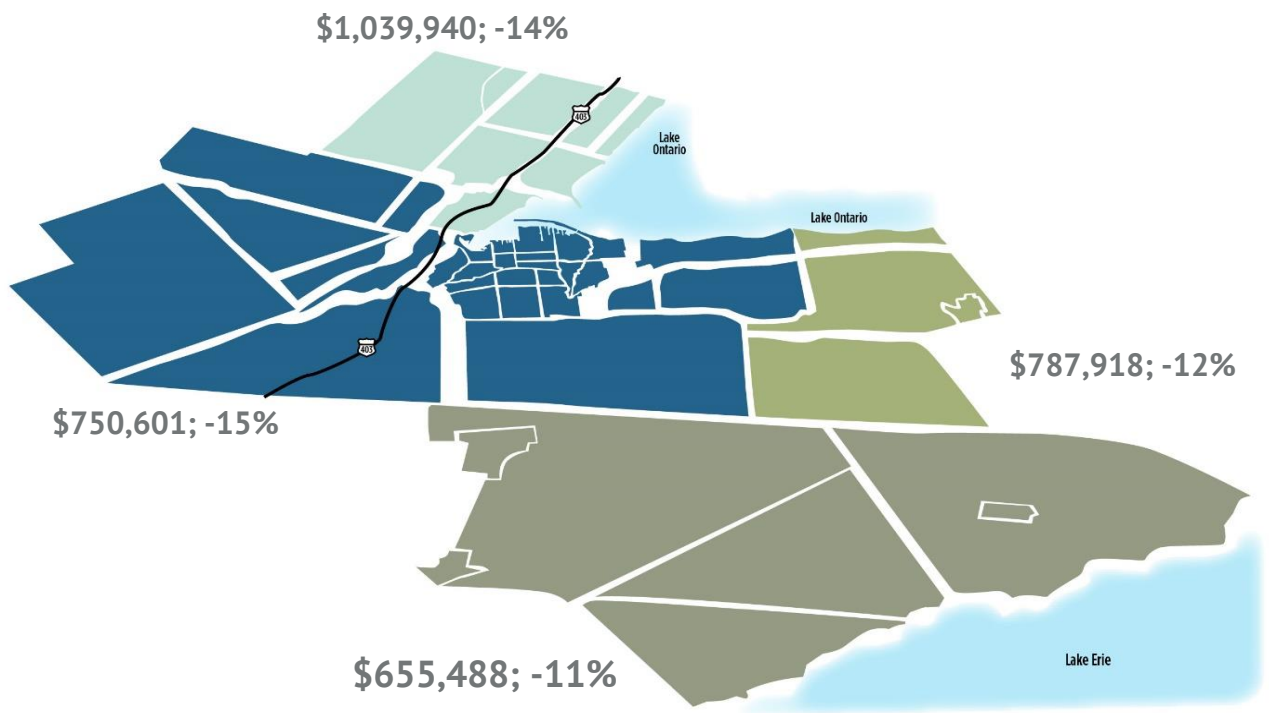 $1,039,940; -14%
403
Lake
Ontario
Lake Ontario
403
$787,918; -12%
$750,601; -15%
$655,488; -11%
Lake Erie